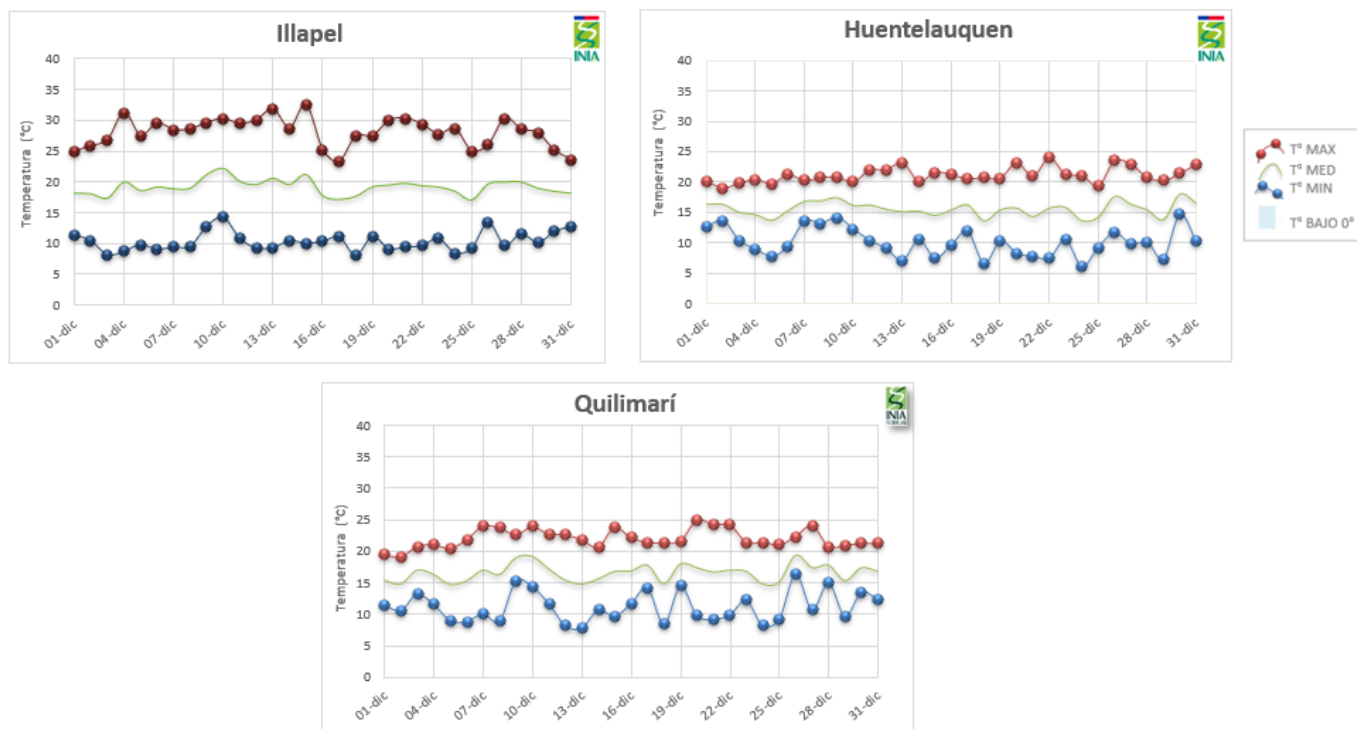 Illapel
INIA
Temperatura (°C)
40
35
30
25
20
15
10
5
0
01-dic
04-dic
07-dic
10-dic
13-dic
16-dic
19-dic
22-dic
25-dic
28-dic
31-dic
Huentelauquen
INIA
Temperatura (°C)
40
35
30
25
20
15
10
5
0
01-dic
04-dic
07-dic
10-dic
13-dic
16-dic
19-dic
22-dic
25-dic
28-dic
31-dic
T° MAX
T° MED
T° MIN
T° BAJO 0°
Quilimarí
INIA
Temperatura (°C)
40
35
30
25
20
15
10
5
0
01-dic
04-dic
07-dic
10-dic
13-dic
16-dic
19-dic
22-dic
25-dic
28-dic
31-dic